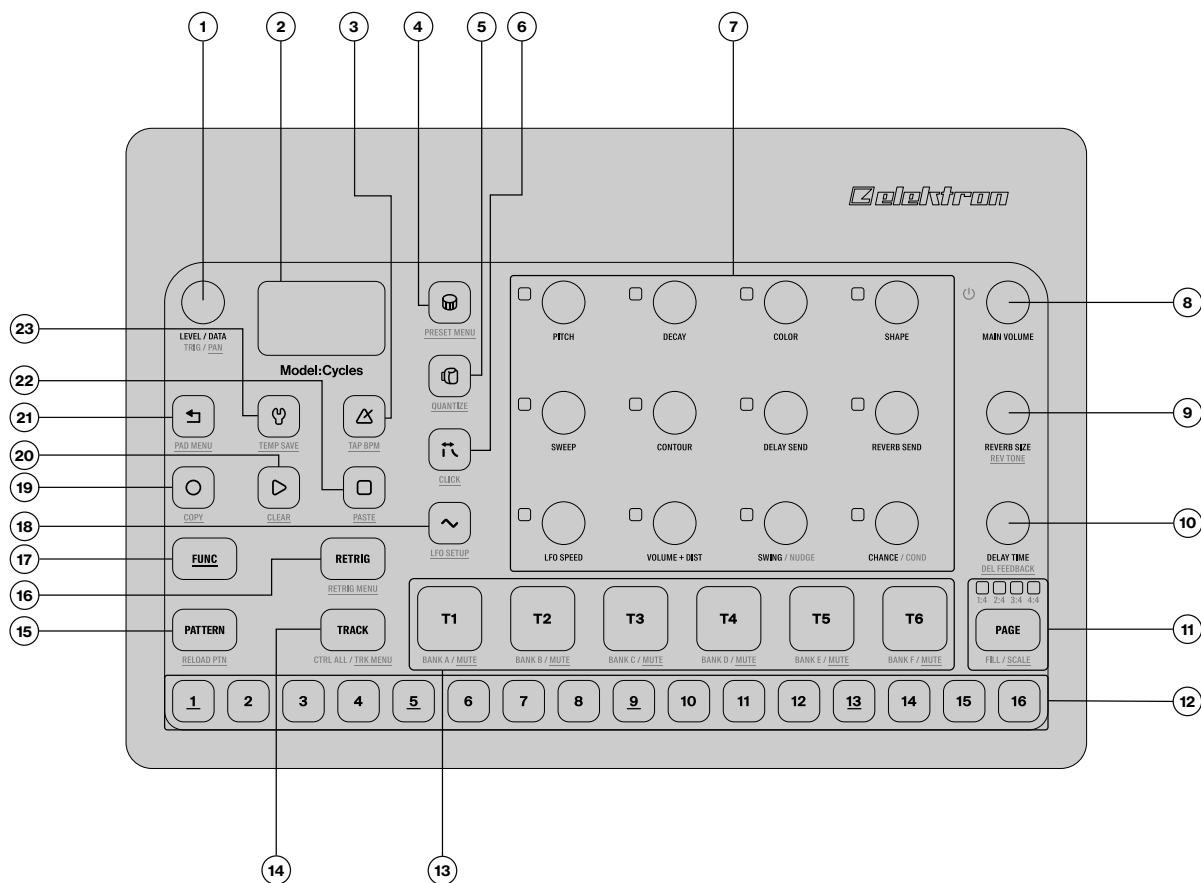 1 2 3 4 5 6 7
elektron
8
23
LEVEL / DATA
TRIG / PAN
PRESET MENU
PITCH DECAY COLOR SHAPE
MAIN VOLUME
22
Model:Cycles
QUANTIZE
21
PAD MENU TEMP SAVE TAP BPM
9
20
CLICK
SWEEP CONTOUR DELAY SEND REVERB SEND
REVERB SIZE
REV TONE
19
COPY CLEAR PASTE
18
LFO SETUP
10
17
FUNC
RETRIG
LFO SPEED VOLUME + DIST SWING / NUDGE CHANCE / COND
DELAY TIME
DEL FEEDBACK
16
RETRIG MENU
1:4 2:4 3:4 4:4
15
PATTERN TRACK T1 T2 T3 T4 T5 T6 PAGE
11
RELOAD PTN CTRL ALL / TRK MENU BANK A / MUTE BANK B / MUTE BANK C / MUTE BANK D / MUTE BANK E / MUTE BANK F / MUTE FILL / SCALE
1 2 3 4 5 6 7 8 9 10 11 12 13 14 15 16
12
14 13